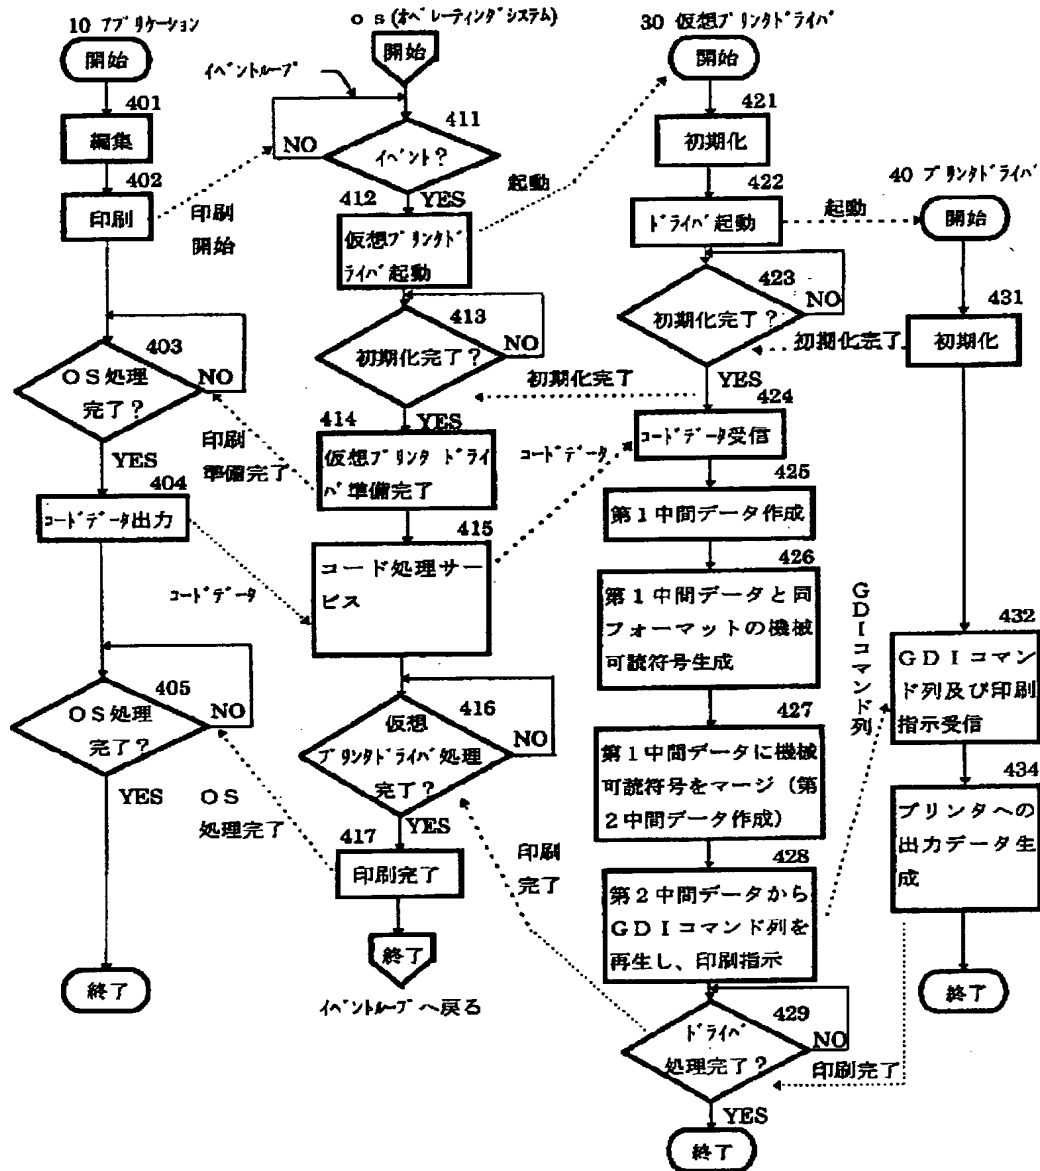 10 ｱﾌﾟﾘｹｰｼｮﾝ
開始
401
編集
402
印刷
印刷
開始
403
OS処理
完了?
NO
YES
印刷
準備完了
404
ｺｰﾄﾞﾃﾞｰﾀ出力
ｺｰﾄﾞﾃﾞｰﾀ
405
OS処理
完了?
NO
YES
OS
処理完了
終了
os(ｵﾍﾟﾚｰﾃｨﾝｸﾞｼｽﾃﾑ)
開始
ｲﾍﾞﾝﾄﾙｰﾌﾟ
411
ｲﾍﾞﾝﾄ?
NO
YES
412
仮想ﾌﾟﾘﾝﾀﾄﾞ
ﾗｲﾊﾞ起動
起動
413
初期化完了?
NO
YES
初期化完了
414
仮想ﾌﾟﾘﾝﾀ ﾄﾞﾗｲ
ﾊﾞ準備完了
415
コード処理サー
ビス
ｺｰﾄﾞﾃﾞｰﾀ
416
仮想
ﾌﾟﾘﾝﾀﾄﾞﾗｲﾊﾞ処理
完了?
NO
YES
417
印刷完了
印刷
完了
終了
ｲﾍﾞﾝﾄﾙｰﾌﾟへ戻る
30 仮想ﾌﾟﾘﾝﾀﾄﾞﾗｲﾊﾞ
開始
421
初期化
422
ﾄﾞﾗｲﾊﾞ起動
起動
423
初期化完了?
NO
YES
初期化完了
424
ｺｰﾄﾞﾃﾞｰﾀ受信
425
第1中間データ作成
426
第1中間データと同
フォーマットの機械
可読符号生成
427
第1中間データに機械
可読符号をマージ（第
2中間データ作成）
428
第2中間データから
GDIコマンド列を
再生し、印刷指示
GDIコマンド列
429
ﾄﾞﾗｲﾊﾞ
処理完了?
NO
YES
印刷完了
終了
40 ﾌﾟﾘﾝﾀﾄﾞﾗｲﾊﾞ
開始
431
初期化
432
GDIコマン
ド列及び印刷
指示受信
434
プリンタへの
出力データ生
成
終了